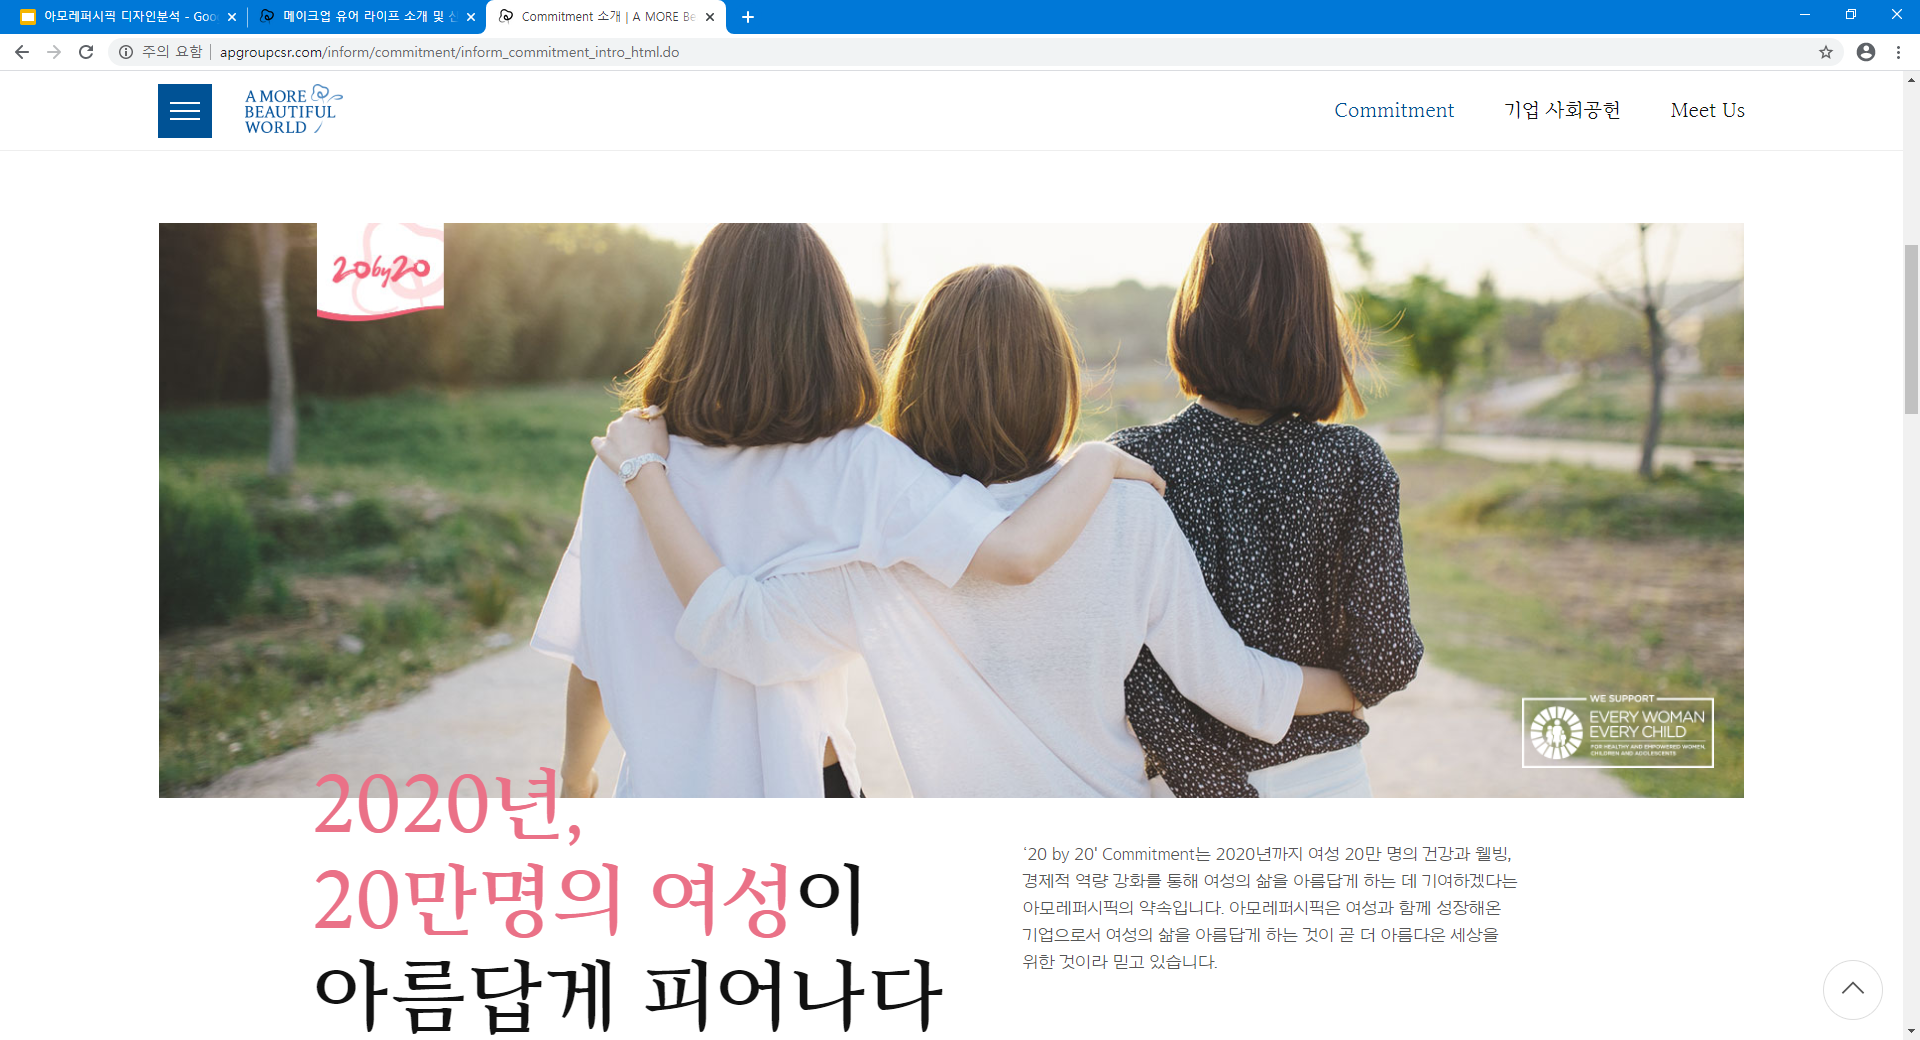 아모레퍼시픽 디자인분석 - Goo
메이크업 유어 라이프 소개 및 신
Commitment 소개 | A MORE Be
주의 요함 | apgroupcsr.com/inform/commitment/inform_commitment_intro_html.do
A MORE
BEAUTIFUL
WORLD
Commitment 기업 사회공헌 Meet Us
20by20
WE SUPPORT
EVERY WOMAN
EVERY CHILD
FOR HEALTHY AND EMPOWERED WOMEN,
CHILDREN AND ADOLESCENTS
2020년,
20만명의 여성이
아름답게 피어나다
‘20 by 20' Commitment는 2020년까지 여성 20만 명의 건강과 웰빙,
경제적 역량 강화를 통해 여성의 삶을 아름답게 하는 데 기여하겠다는
아모레퍼시픽의 약속입니다. 아모레퍼시픽은 여성과 함께 성장해온
기업으로서 여성의 삶을 아름답게 하는 것이 곧 더 아름다운 세상을
위한 것이라 믿고 있습니다.